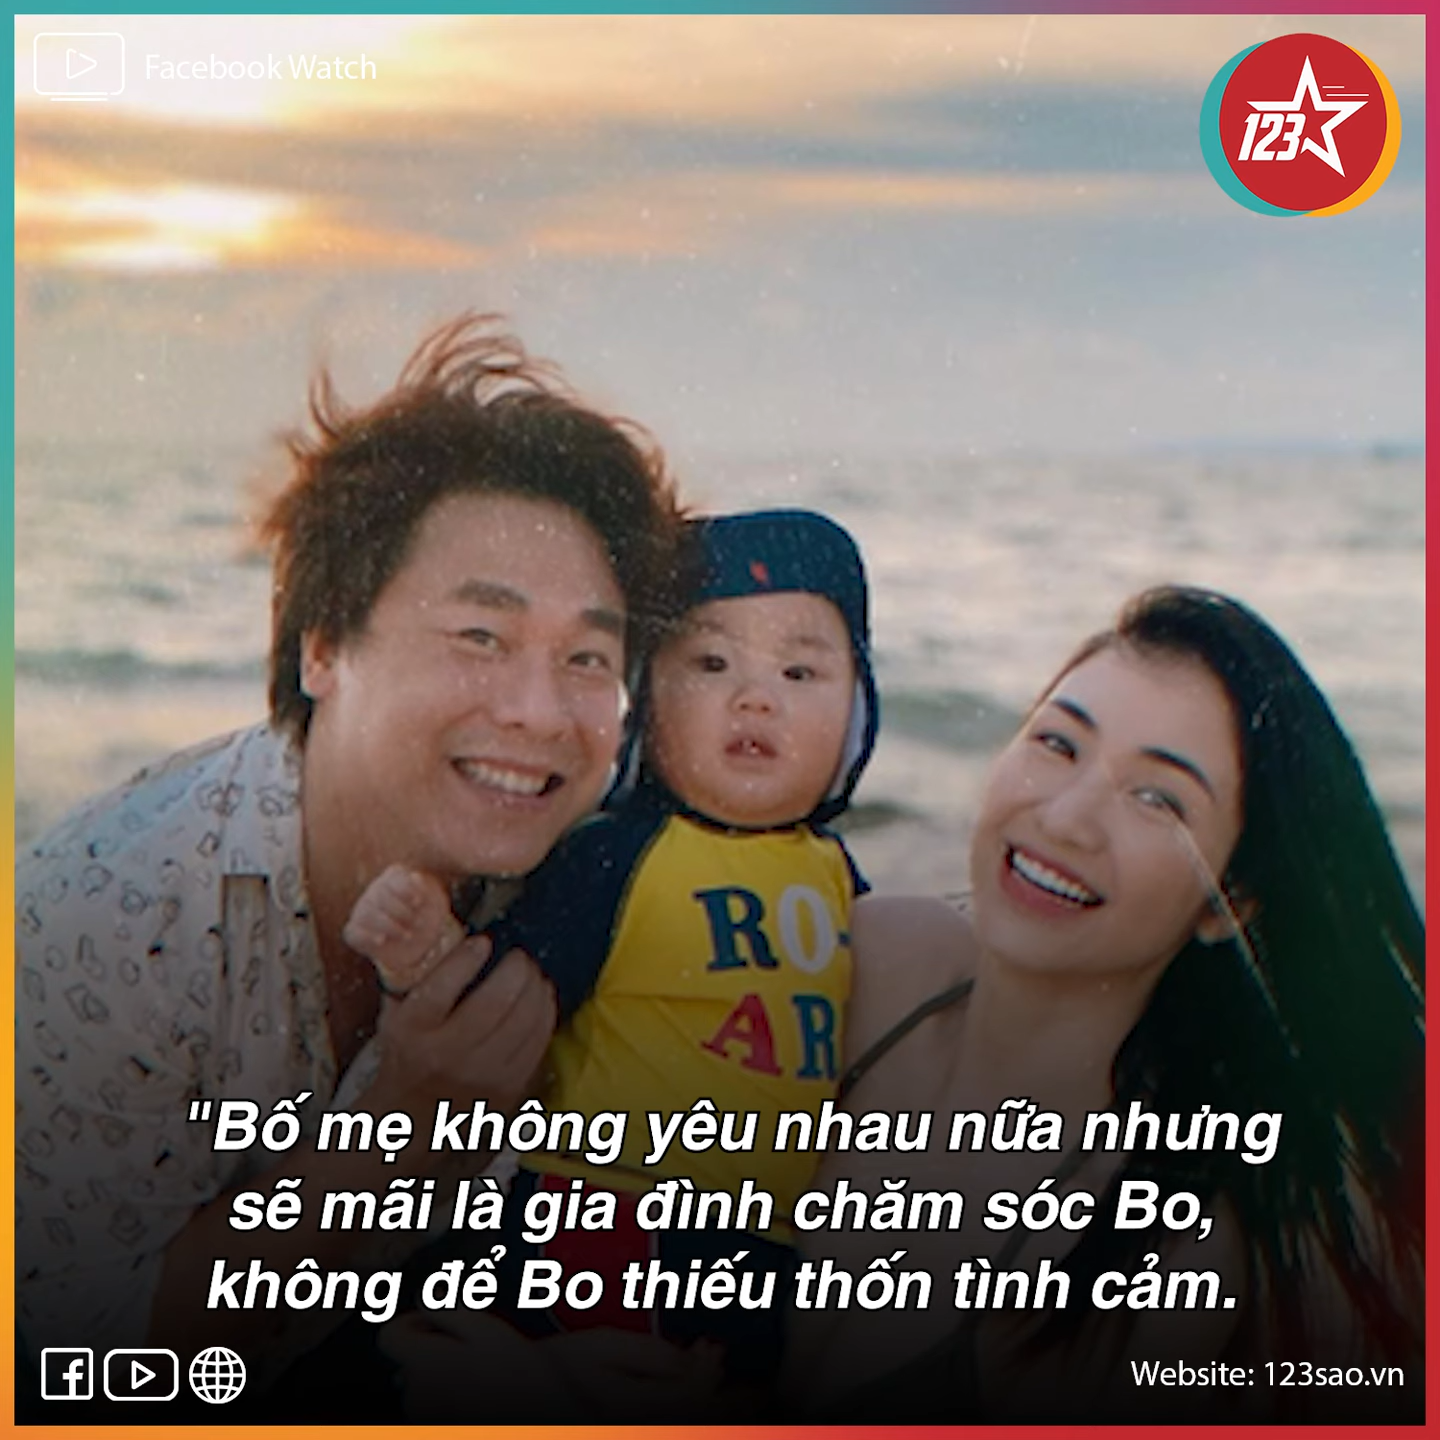 Facebook Watch
123
RO-
AR
"Bố mẹ không yêu nhau nữa nhưng
sẽ mãi là gia đình chăm sóc Bo,
không để Bo thiếu thốn tình cảm.
Website: 123sao.vn